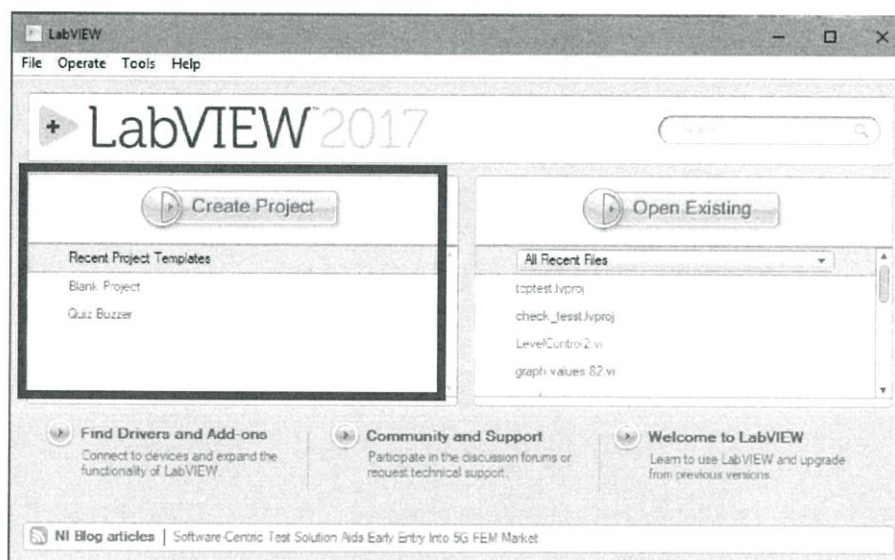 LabVIEW
File Operate Tools Help
LabVIEW™ 2017
Search
Create Project
Recent Project Templates
Blank Project
Quiz Buzzer
Open Existing
All Recent Files
tcptest.lvproj
check_tesst.lvproj
LevelControl2.vi
graph values 82.vi
Find Drivers and Add-ons
Connect to devices and expand the
functionality of LabVIEW.
Community and Support
Participate in the discussion forums or
request technical support.
Welcome to LabVIEW
Learn to use LabVIEW and upgrade
from previous versions.
NI Blog articles | Software-Centric Test Solution Aids Early Entry Into 5G FEM Market